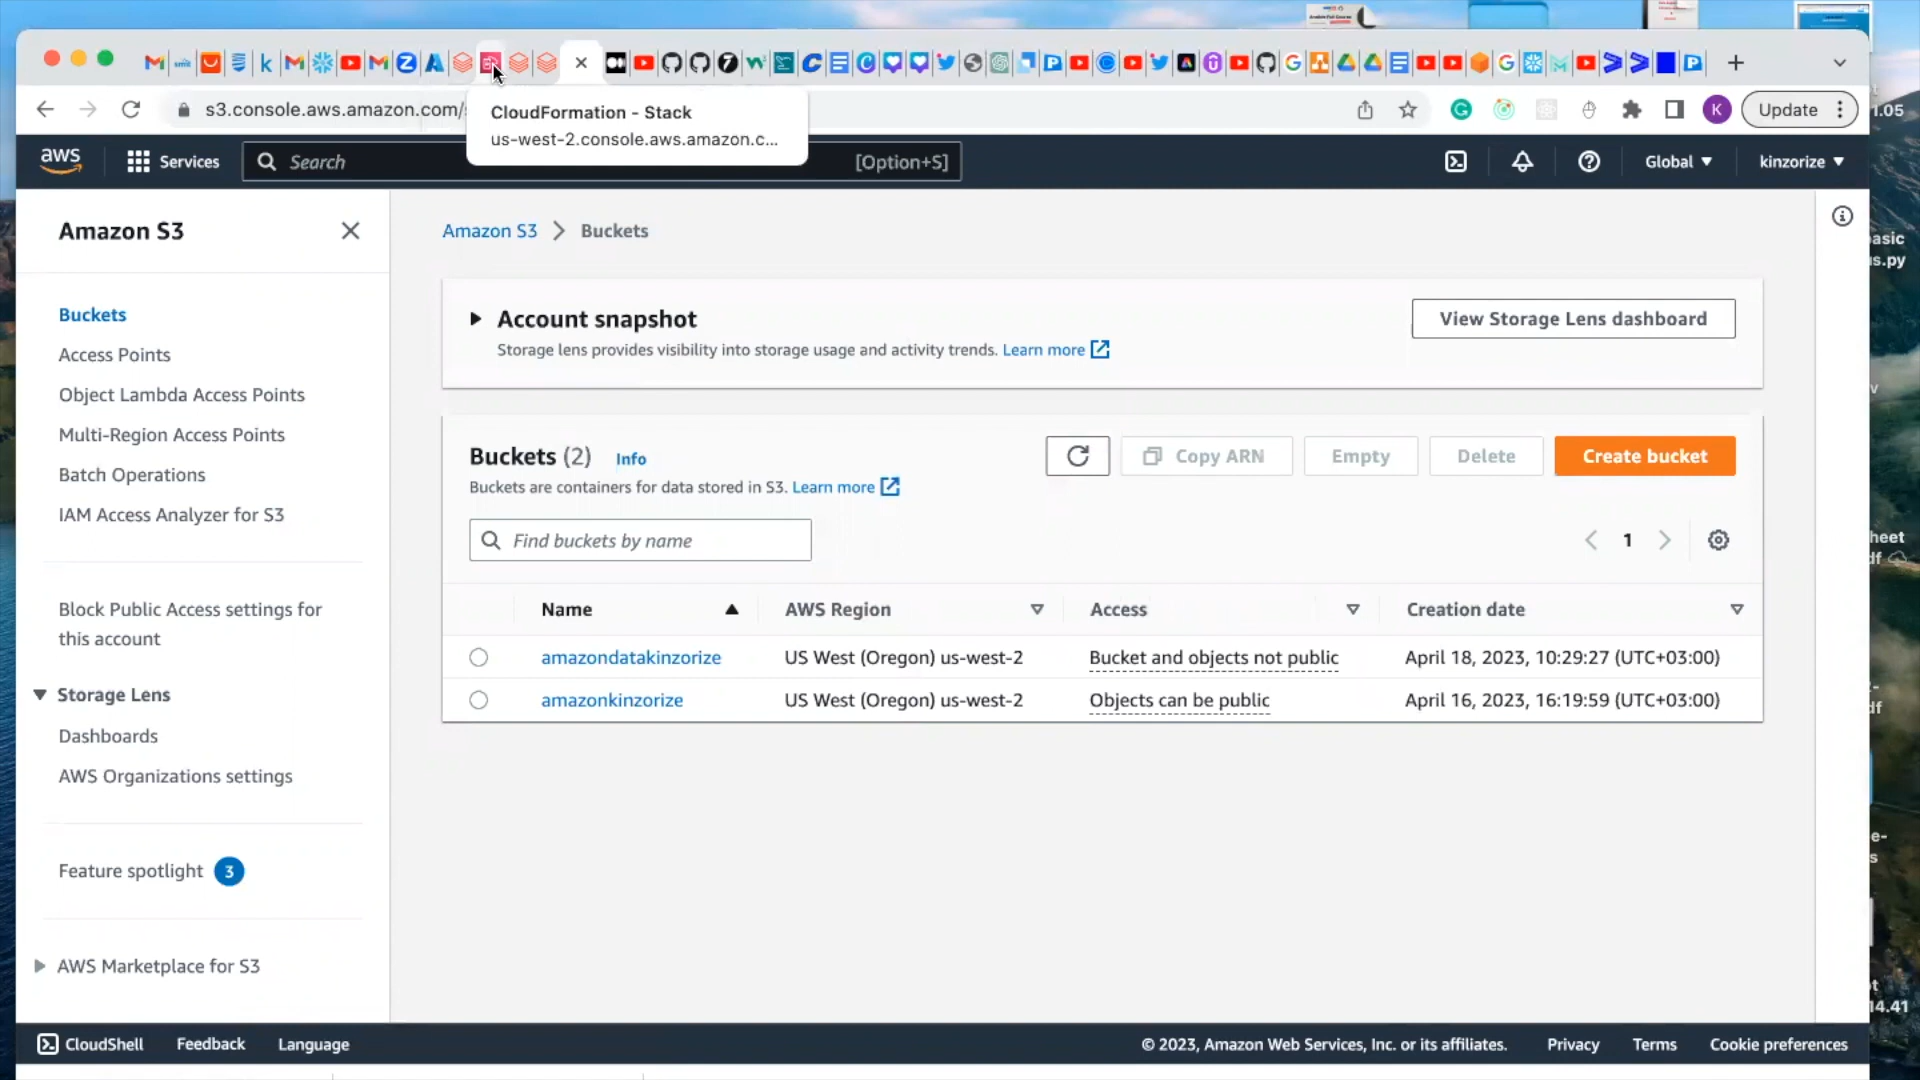 s3.console.aws.amazon.com/
Update
CloudFormation - Stack
us-west-2.console.aws.amazon.c...
aws
Services
Search
[Option+S]
Global
kinzorize
Amazon S3
Buckets
Access Points
Object Lambda Access Points
Multi-Region Access Points
Batch Operations
IAM Access Analyzer for S3
Block Public Access settings for
this account
Storage Lens
Dashboards
AWS Organizations settings
Feature spotlight 3
AWS Marketplace for S3
Amazon S3 > Buckets
Account snapshot
Storage lens provides visibility into storage usage and activity trends. Learn more
View Storage Lens dashboard
Buckets (2) Info
Buckets are containers for data stored in S3. Learn more
Copy ARN
Empty
Delete
Create bucket
Find buckets by name
1
Name AWS Region Access Creation date
amazondatakinzorize US West (Oregon) us-west-2 Bucket and objects not public April 18, 2023, 10:29:27 (UTC+03:00)
amazonkinzorize US West (Oregon) us-west-2 Objects can be public April 16, 2023, 16:19:59 (UTC+03:00)
CloudShell Feedback Language
© 2023, Amazon Web Services, Inc. or its affiliates. Privacy Terms Cookie preferences
K
1.05
asic
s.py
heet
df
14.41